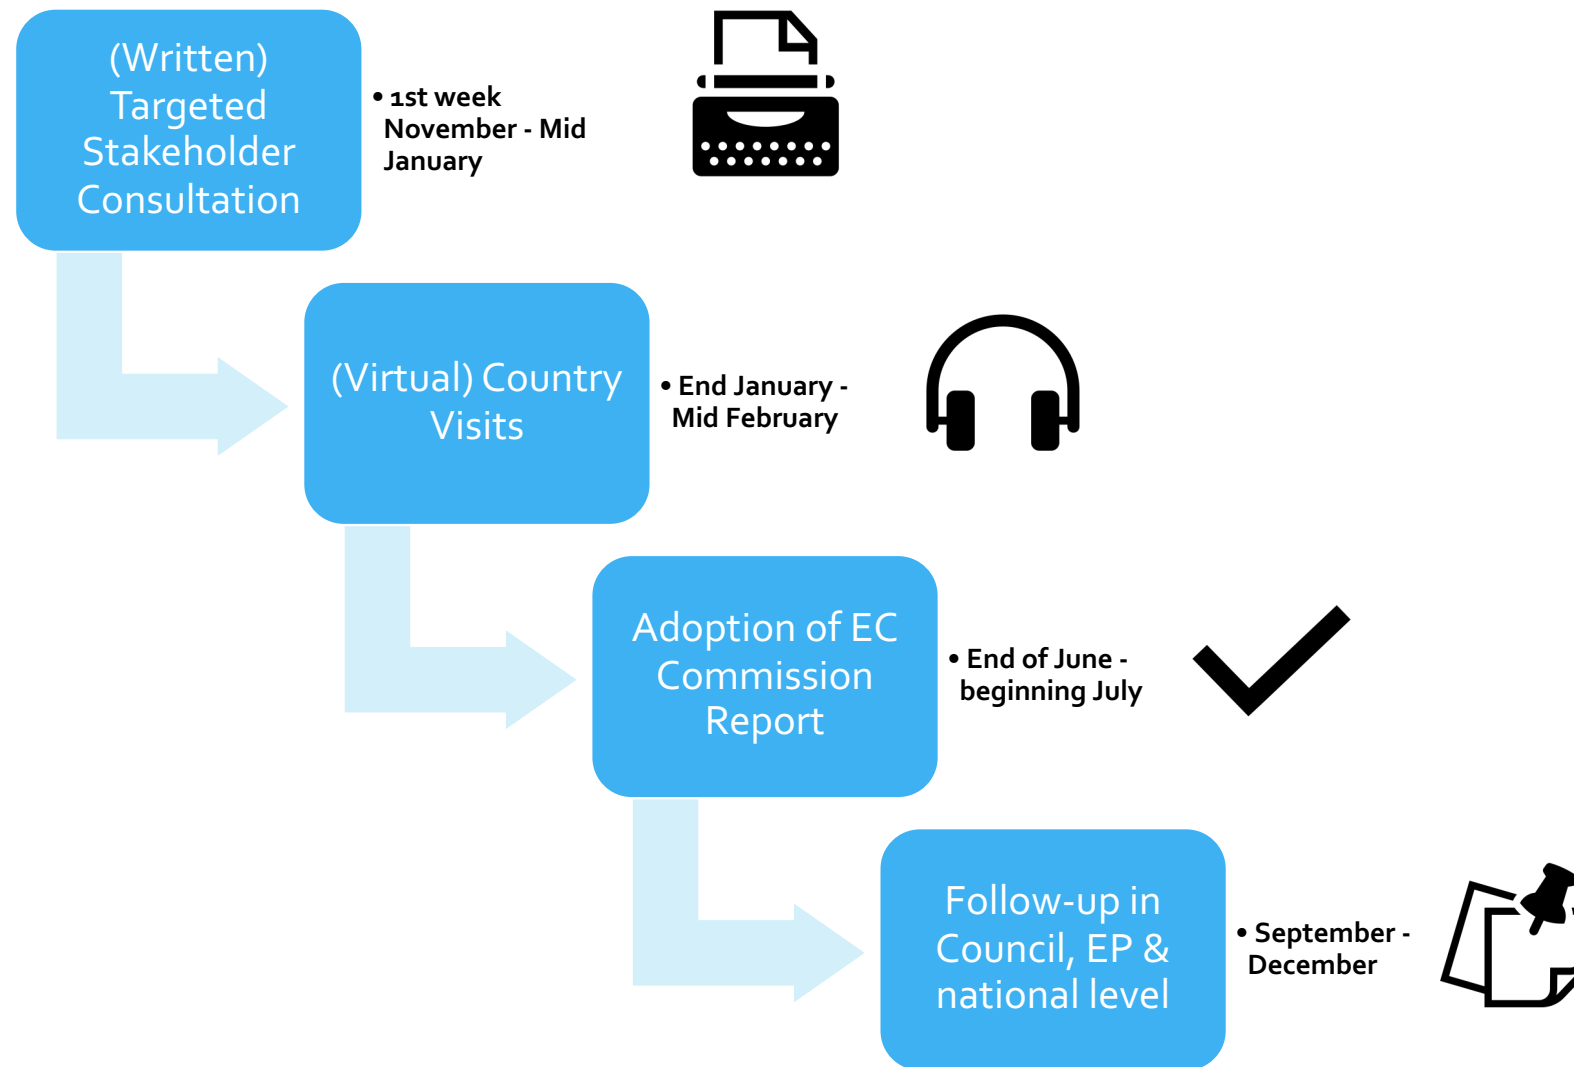 (Written)
Targeted
Stakeholder
Consultation
• 1st week
November - Mid
January
(Virtual) Country
Visits
• End January -
Mid February
Adoption of EC
Commission
Report
• End of June -
beginning July
Follow-up in
Council, EP &
national level
• September -
December